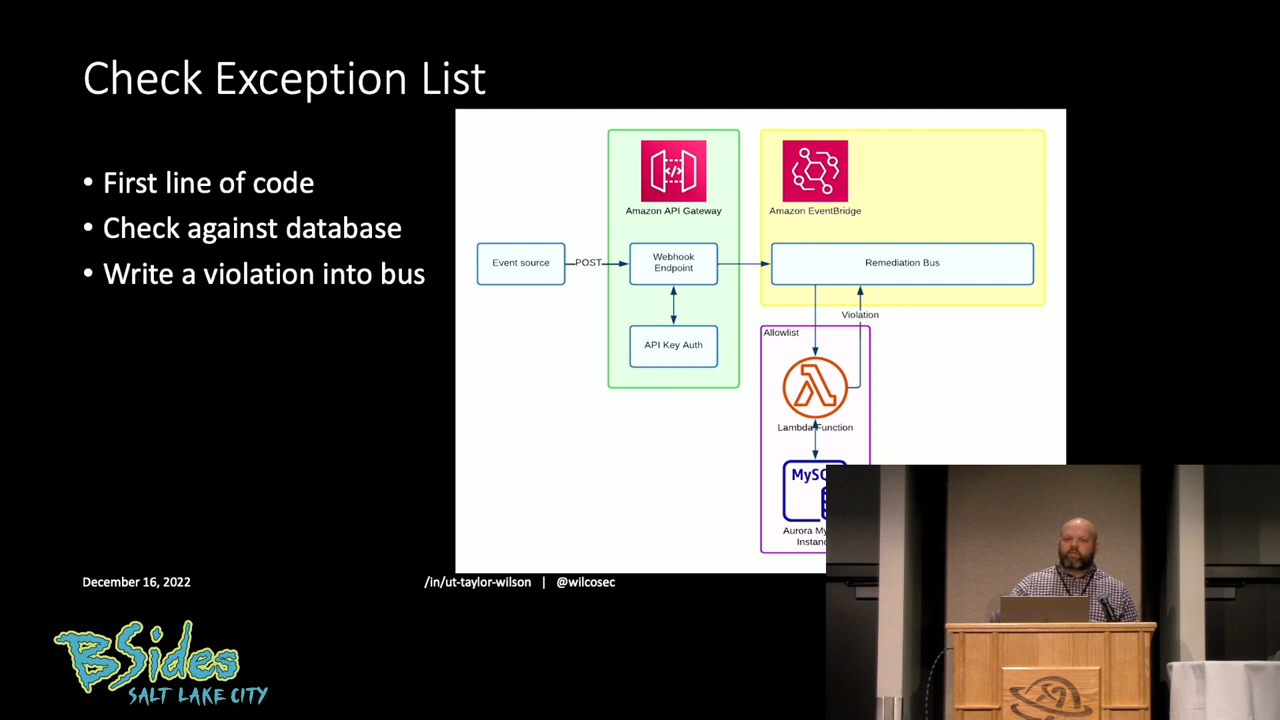 Check Exception List
• First line of code
• Check against database
• Write a violation into bus
Amazon API Gateway
Amazon EventBridge
Event source
POST
Webhook
Endpoint
Remediation Bus
API Key Auth
Violation
Allowlist
Lambda Function
MySQ
Aurora My
Instan
December 16, 2022
/in/ut-taylor-wilson | @wilcosec
BSides
SALT LAKE CITY